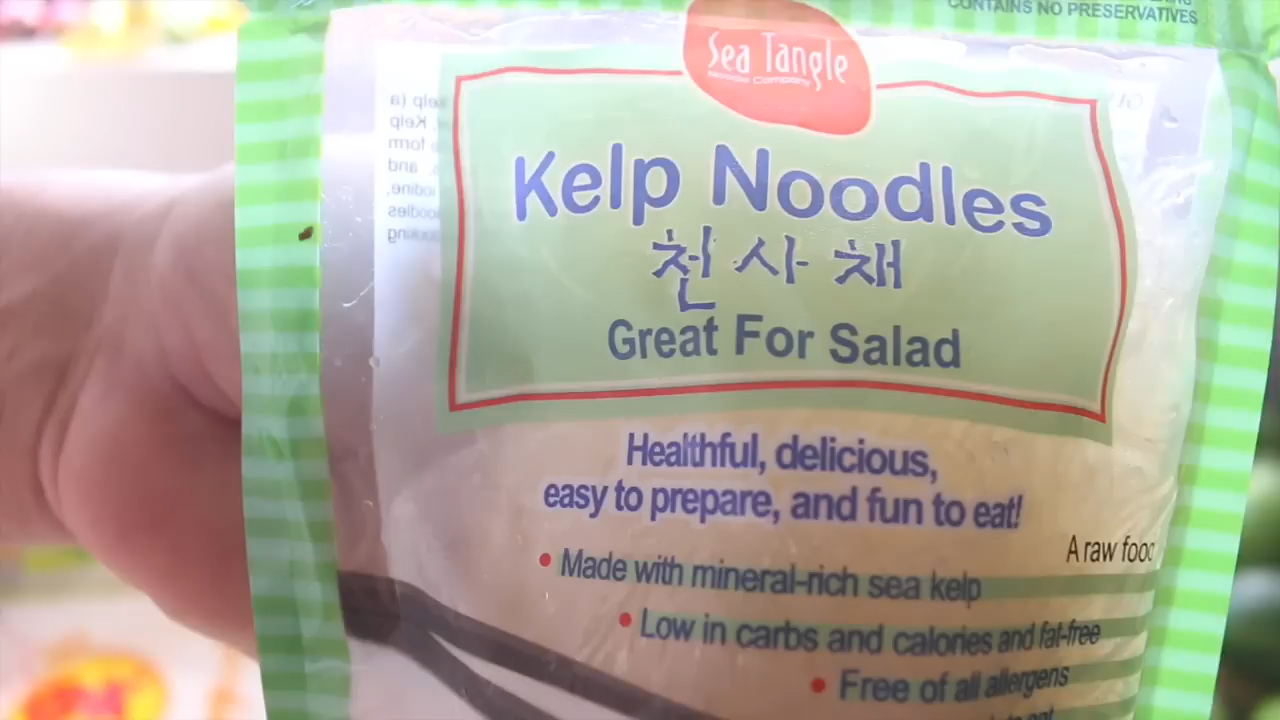 CONTAINS NO PRESERVATIVES
Sea Tangle
Noodle Company
Kelp Noodles
천사채
Great For Salad
Healthful, delicious,
easy to prepare, and fun to eat!
A raw food
• Made with mineral-rich sea kelp
• Low in carbs and calories and fat-free
• Free of all allergens
to eat